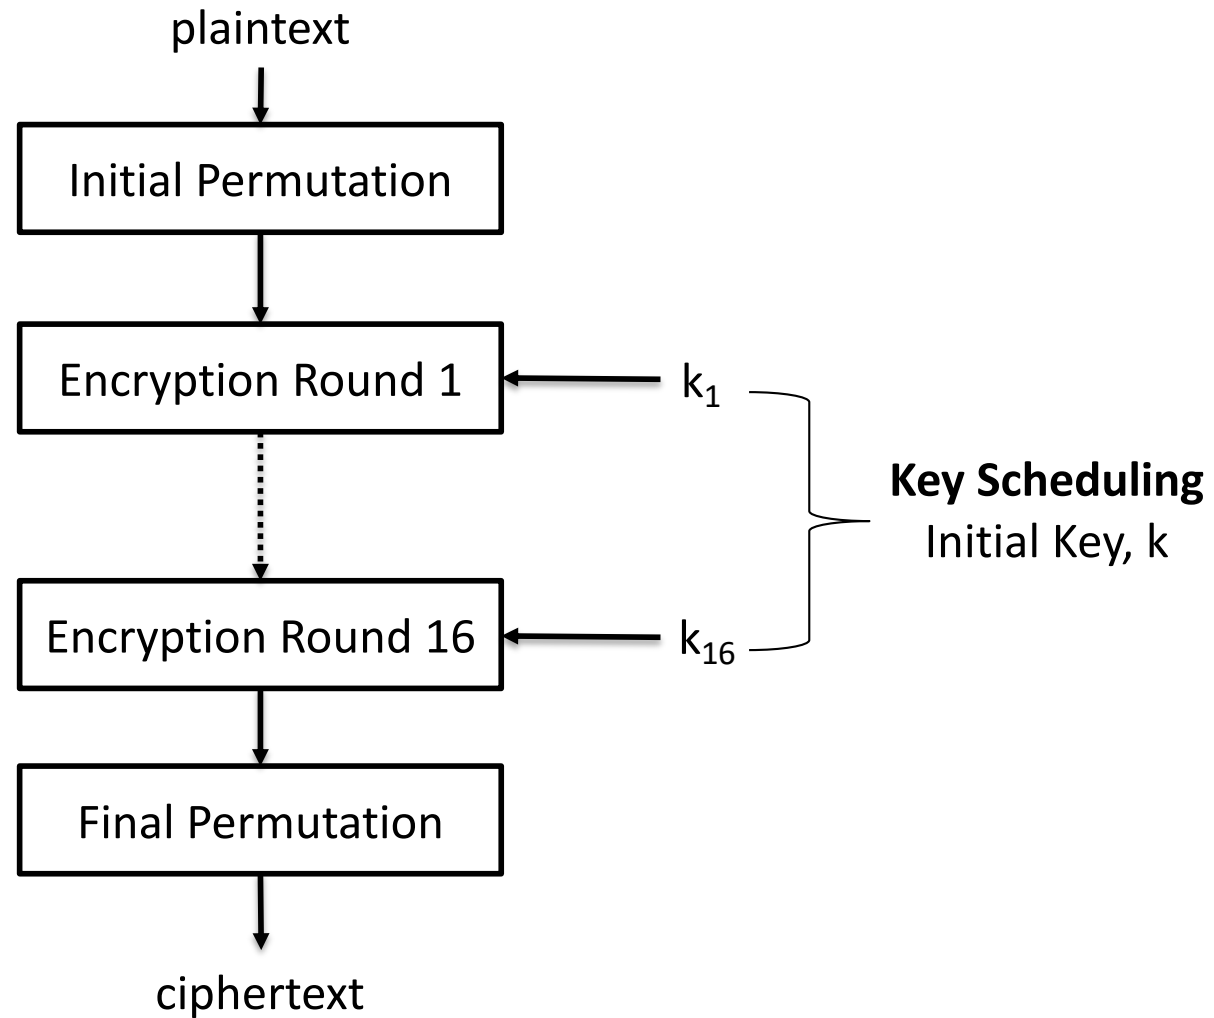 plaintext
Initial Permutation
Encryption Round 1
k₁
Key Scheduling
Initial Key, k
Encryption Round 16
k₁₆
Final Permutation
ciphertext